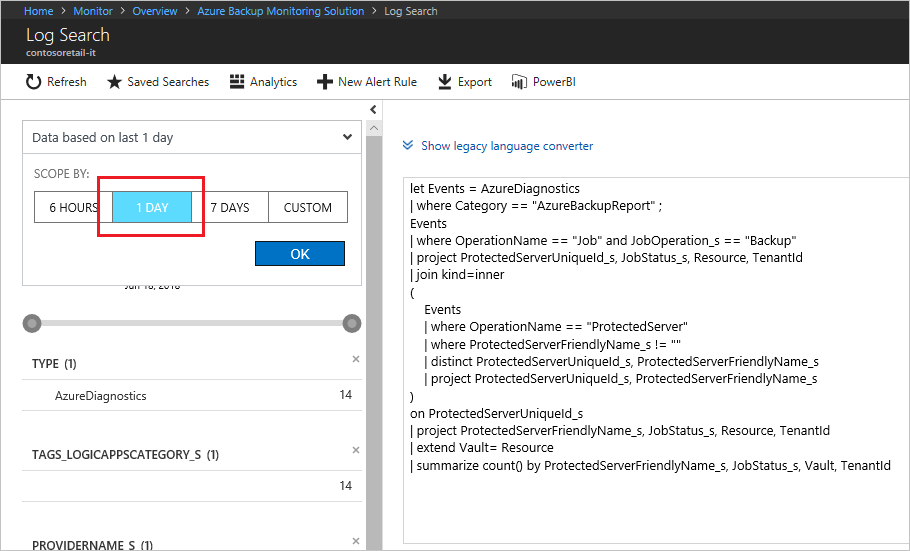 Home > Monitor > Overview > Azure Backup Monitoring Solution > Log Search
Log Search
contosoretail-it
Refresh Saved Searches Analytics New Alert Rule Export PowerBI
Data based on last 1 day
SCOPE BY:
6 HOURS 1 DAY 7 DAYS CUSTOM
OK
Jun 18, 2018
TYPE (1)
AzureDiagnostics 14
TAGS_LOGICAPPSCATEGORY_S (1)
14
PROVIDERNAME_S (1)
Show legacy language converter
let Events = AzureDiagnostics
| where Category == "AzureBackupReport" ;
Events
| where OperationName == "Job" and JobOperation_s == "Backup"
| project ProtectedServerUniqueId_s, JobStatus_s, Resource, TenantId
| join kind=inner
(
Events
| where OperationName == "ProtectedServer"
| where ProtectedServerFriendlyName_s != ""
| distinct ProtectedServerUniqueId_s, ProtectedServerFriendlyName_s
| project ProtectedServerUniqueId_s, ProtectedServerFriendlyName_s
)
on ProtectedServerUniqueId_s
| project ProtectedServerFriendlyName_s, JobStatus_s, Resource, TenantId
| extend Vault= Resource
| summarize count() by ProtectedServerFriendlyName_s, JobStatus_s, Vault, TenantId